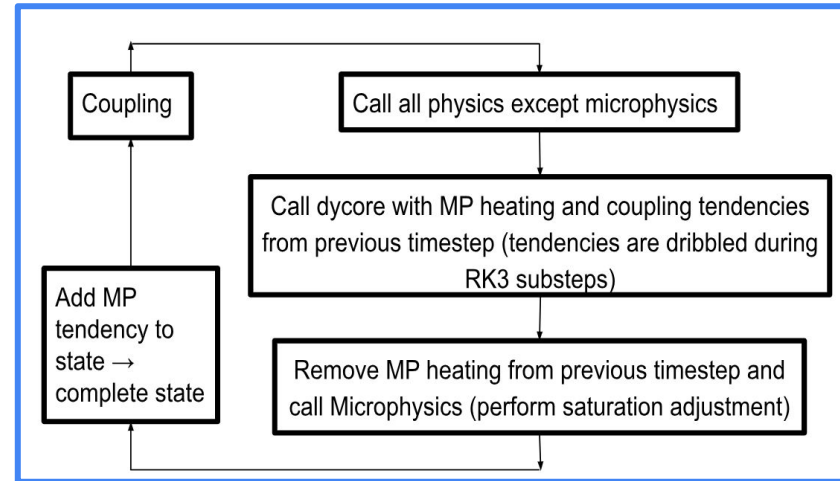 Coupling
Call all physics except microphysics
Call dycore with MP heating and coupling tendencies
from previous timestep (tendencies are dribbled during
RK3 substeps)
Remove MP heating from previous timestep and
call Microphysics (perform saturation adjustment)
Add MP
tendency to
state →
complete state